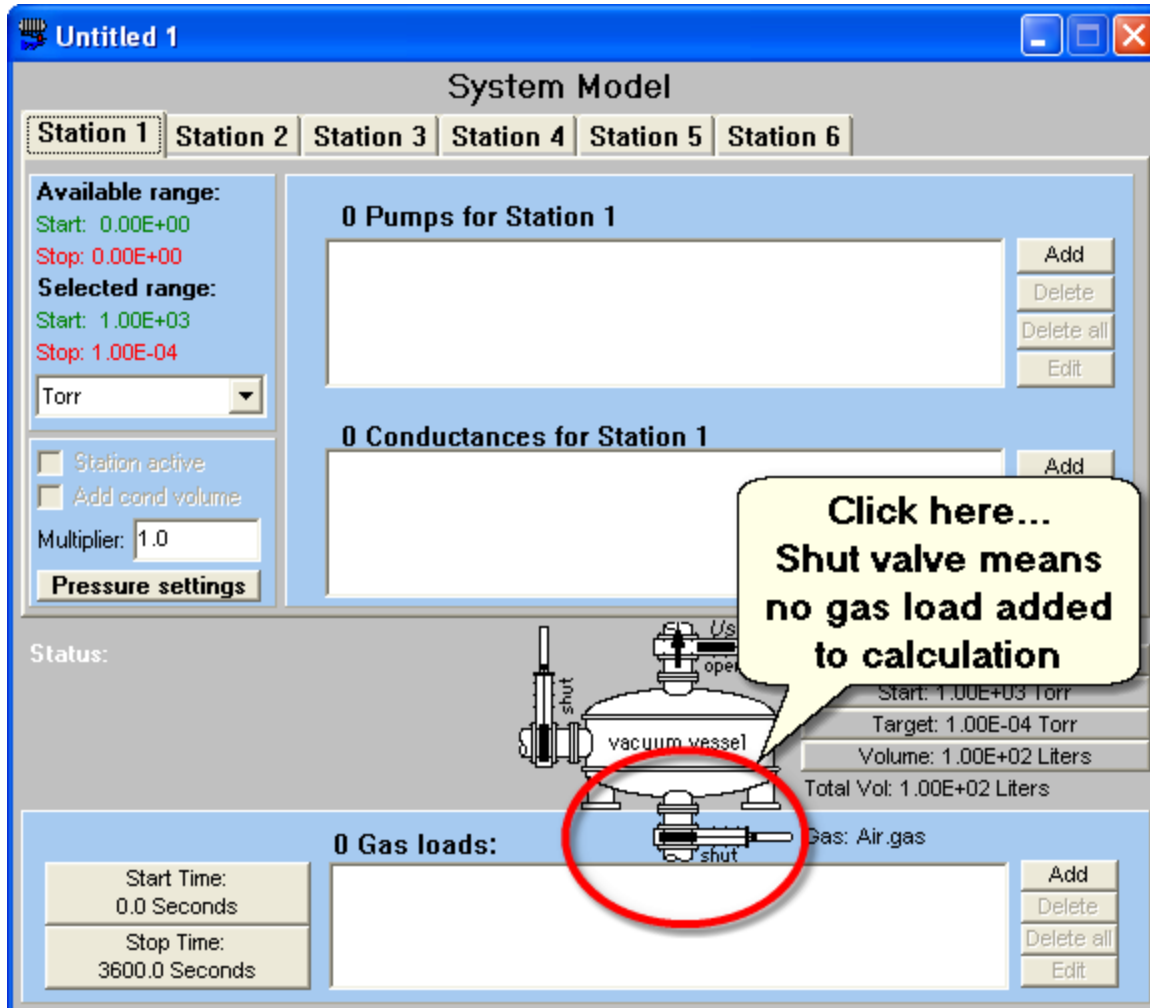 Untitled 1
System Model
Station 1 Station 2 Station 3 Station 4 Station 5 Station 6
Available range:
Start: 0.00E+00
Stop: 0.00E+00
Selected range:
Start: 1.00E+03
Stop: 1.00E-04
Torr
Station active
Add cond volume
Multiplier: 1.0
Pressure settings
0 Pumps for Station 1
Add
Delete
Delete all
Edit
0 Conductances for Station 1
Add
Click here...
Shut valve means
no gas load added
to calculation
Status:
shut
Us
open
vacuum vessel
Start: 1.00E+03 Torr
Target: 1.00E-04 Torr
Volume: 1.00E+02 Liters
Total Vol: 1.00E+02 Liters
shut
Gas: Air.gas
0 Gas loads:
Start Time:
0.0 Seconds
Stop Time:
3600.0 Seconds
Add
Delete
Delete all
Edit